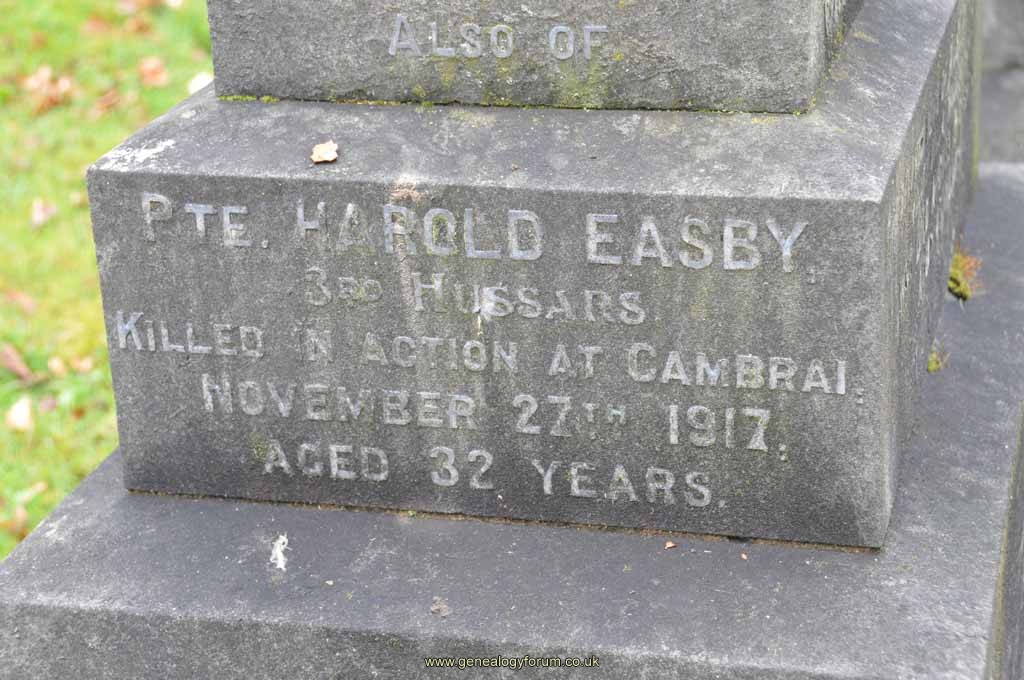 ALSO OF
PTE. HAROLD EASBY,
3RD HUSSARS.
KILLED IN ACTION AT CAMBRAI,
NOVEMBER 27TH 1917,
AGED 32 YEARS.
www.genealogyforum.co.uk